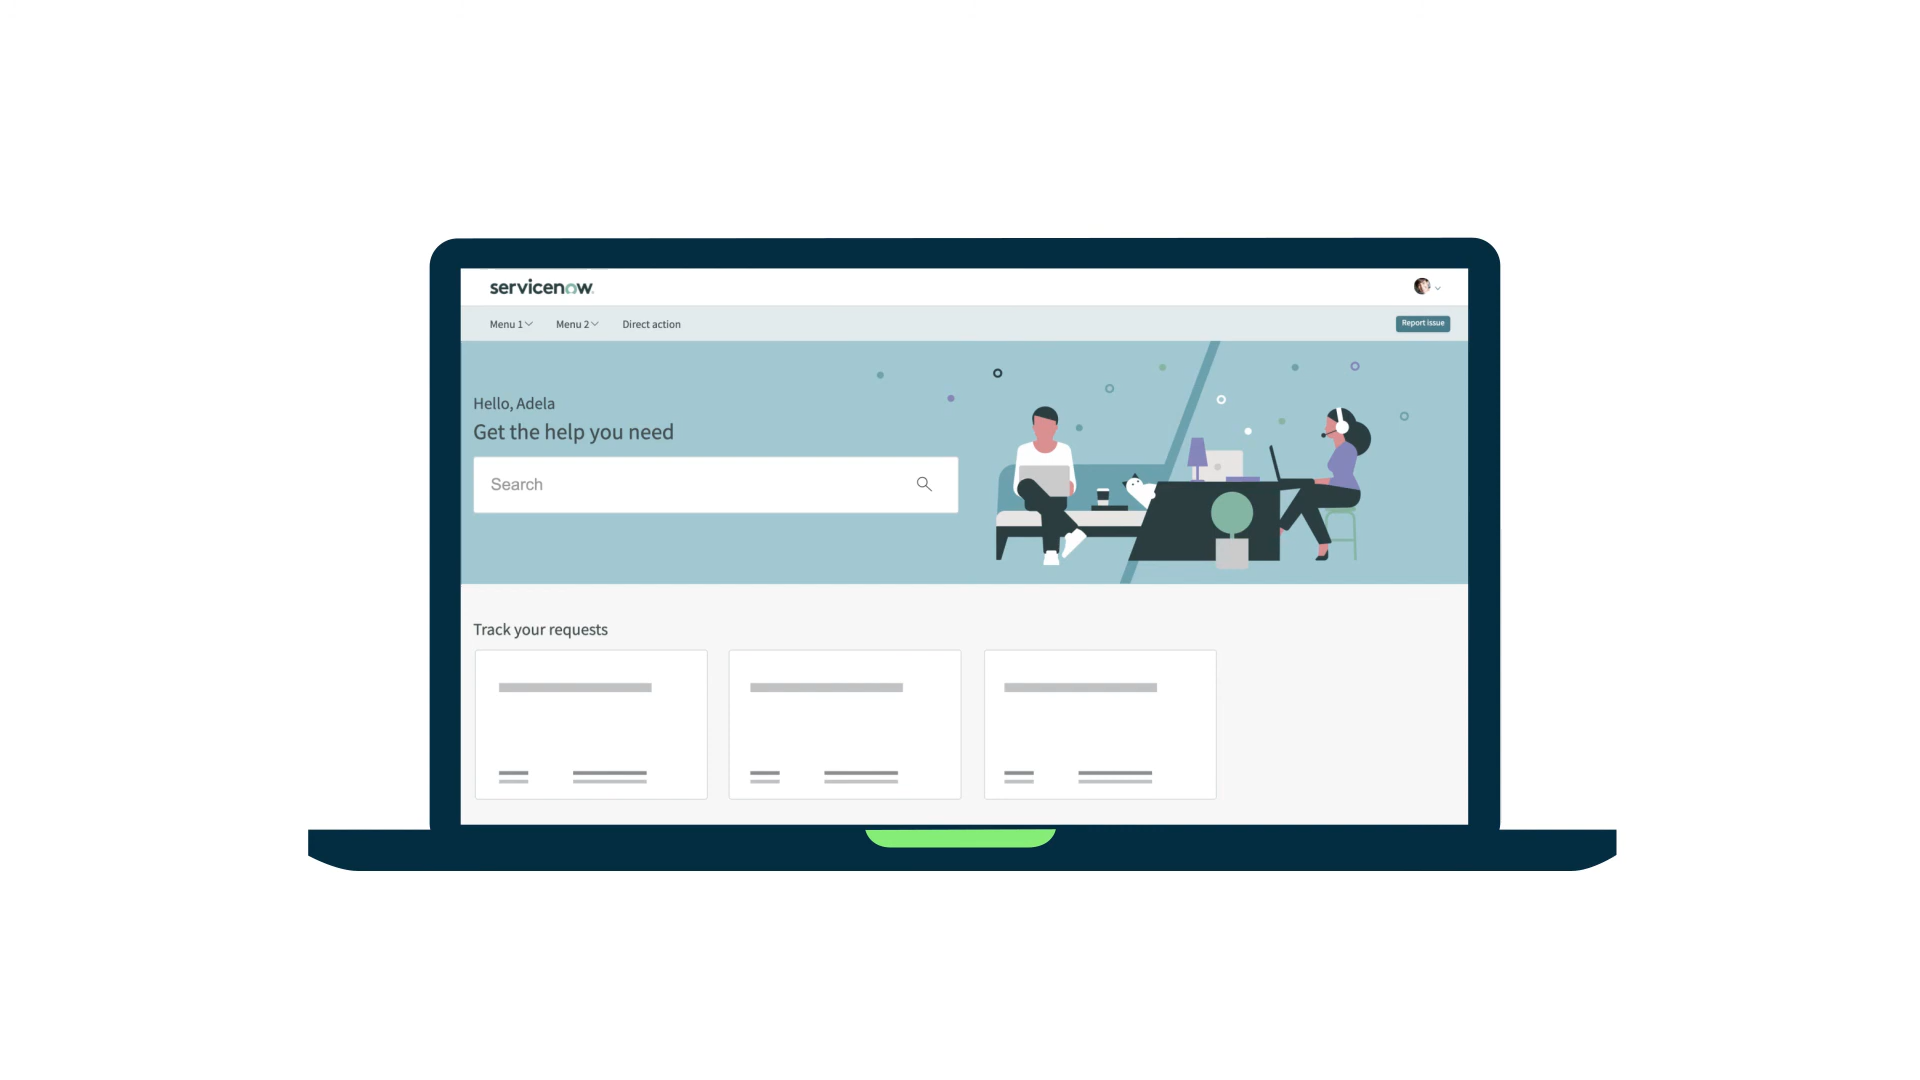 servicenow
Menu 1 Menu 2 Direct action Report issue
Hello, Adela
Get the help you need
Search
Track your requests